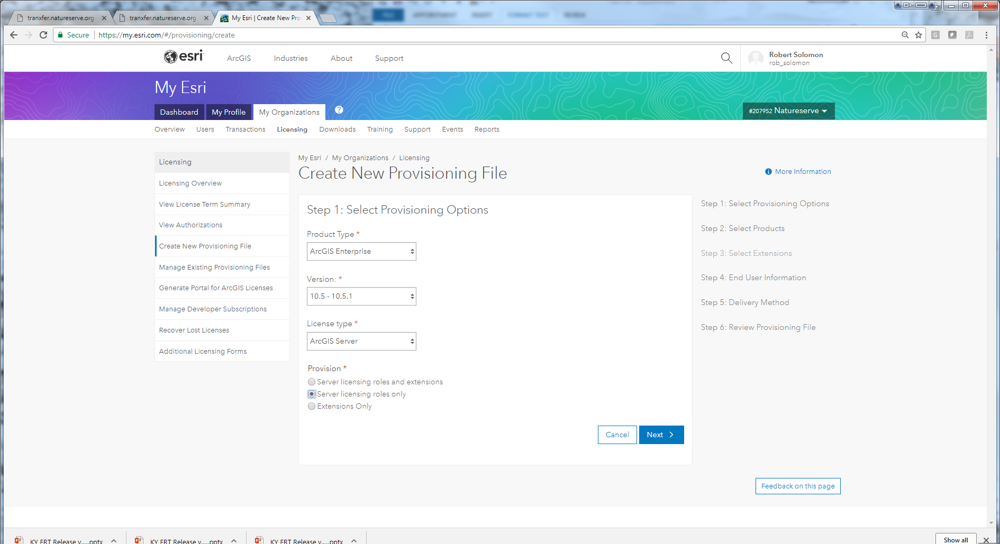 tranxfer.natureserve.org
tranxfer.natureserve.org
My Esri | Create New Pro
Secure
https://my.esri.com/#/provisioning/create
esri
ArcGIS
Industries
About
Support
Robert Solomon
rob_solomon
My Esri
Dashboard
My Profile
My Organizations
?
#207952 Natureserve
Overview
Users
Transactions
Licensing
Downloads
Training
Support
Events
Reports
Licensing
Licensing Overview
View License Term Summary
View Authorizations
Create New Provisioning File
Manage Existing Provisioning Files
Generate Portal for ArcGIS Licenses
Manage Developer Subscriptions
Recover Lost Licenses
Additional Licensing Forms
My Esri / My Organizations / Licensing
Create New Provisioning File
More Information
Step 1: Select Provisioning Options
Product Type *
ArcGIS Enterprise
Version: *
10.5 - 10.5.1
License type *
ArcGIS Server
Provision *
Server licensing roles and extensions
Server licensing roles only
Extensions Only
Cancel
Next
Step 1: Select Provisioning Options
Step 2: Select Products
Step 3: Select Extensions
Step 4: End User Information
Step 5: Delivery Method
Step 6: Review Provisioning File
Feedback on this page
KY ERT Release v.....pptx
KY ERT Release v.....pptx
KY ERT Release v.....pptx
Show all